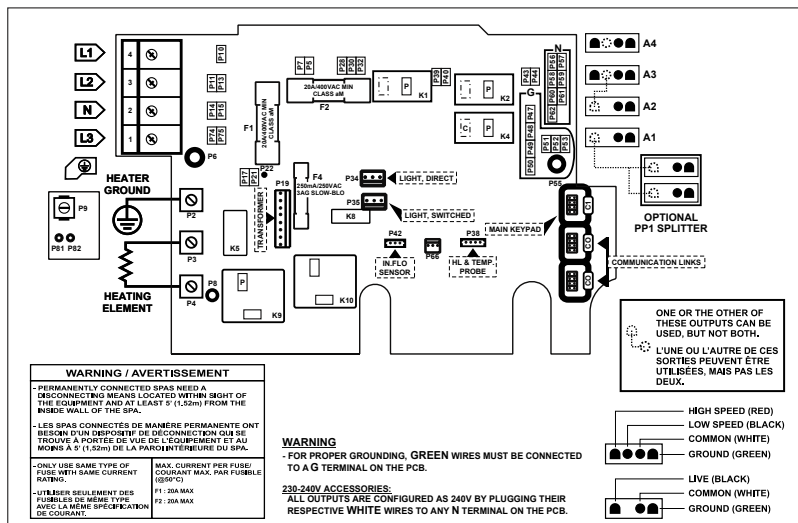 L1
L2
N
L3
4
3
2
1
P10
P11
P13
P14
P15
P74
P75
P6
HEATER
GROUND
P9
P81 P82
P2
P3
P4
HEATING
ELEMENT
P8
F1
20A/400VAC MIN
CLASS aM
P7
P5
P28
P30
P32
20A/400VAC MIN
CLASS aM
F2
P
K1
P39
P40
K2
P
C P
K4
P43
P44
G
P47
P48
P49
P50
N
P56
P57
P58
P59
P60
P61
P62
P51
P52
P53
P55
P17
P21
P22
P19
TRANSFORMER
F4
250mA/250VAC
3AG SLOW-BLO
P34
LIGHT, DIRECT
P35
LIGHT, SWITCHED
K8
K5
P
K9
K10
P42
IN.FLO
SENSOR
P66
P38
HL & TEMP.
PROBE
MAIN KEYPAD
C1
CO
CO
COMMUNICATION LINKS
A4
A3
A2
A1
OPTIONAL
PP1 SPLITTER
ONE OR THE OTHER OF
THESE OUTPUTS CAN BE
USED, BUT NOT BOTH.
L'UNE OU L'AUTRE DE CES
SORTIES PEUVENT ÊTRE
UTILISÉES, MAIS PAS LES
DEUX.
WARNING / AVERTISSEMENT
- PERMANENTLY CONNECTED SPAS NEED A
DISCONNECTING MEANS LOCATED WITHIN SIGHT OF
THE EQUIPMENT AND AT LEAST 5' (1,52m) FROM THE
INSIDE WALL OF THE SPA.
- LES SPAS CONNECTÉS DE MANIÈRE PERMANENTE ONT
BESOIN D'UN DISPOSITIF DE DÉCONNECTION QUI SE
TROUVE À PORTÉE DE VUE DE L'ÉQUIPEMENT ET AU
MOINS À 5' (1,52m) DE LA PAROI INTÉRIEURE DU SPA.
- ONLY USE SAME TYPE OF
FUSE WITH SAME CURRENT
RATING.
- UTILISER SEULEMENT DES
FUSIBLES DE MÊME TYPE
AVEC LA MÊME SPÉCIFICATION
DE COURANT.
MAX. CURRENT PER FUSE/
COURANT MAX. PAR FUSIBLE
(@50°C)
F1 : 20A MAX
F2 : 20A MAX
WARNING
- FOR PROPER GROUNDING, GREEN WIRES MUST BE CONNECTED
TO A G TERMINAL ON THE PCB.
230-240V ACCESSORIES:
ALL OUTPUTS ARE CONFIGURED AS 240V BY PLUGGING THEIR
RESPECTIVE WHITE WIRES TO ANY N TERMINAL ON THE PCB.
HIGH SPEED (RED)
LOW SPEED (BLACK)
COMMON (WHITE)
GROUND (GREEN)
LIVE (BLACK)
COMMON (WHITE)
GROUND (GREEN)